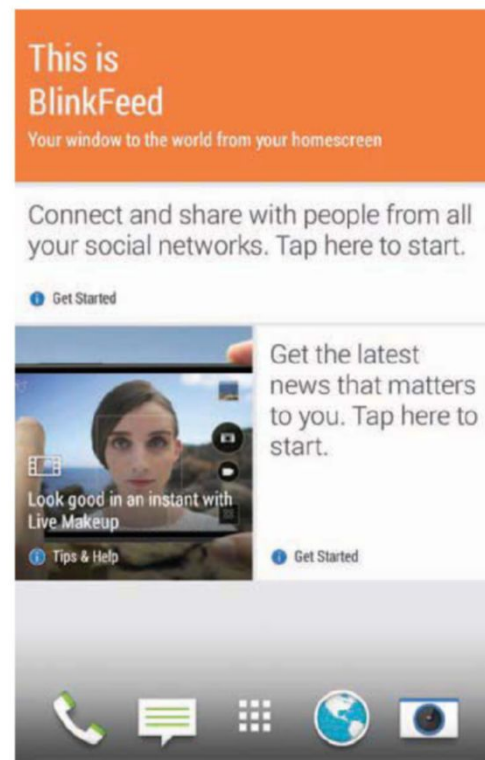 This is
BlinkFeed
Your window to the world from your homescreen
Connect and share with people from all
your social networks. Tap here to start.
Get Started
Look good in an instant with
Live Makeup
Tips & Help
Get the latest
news that matters
to you. Tap here to
start.
Get Started